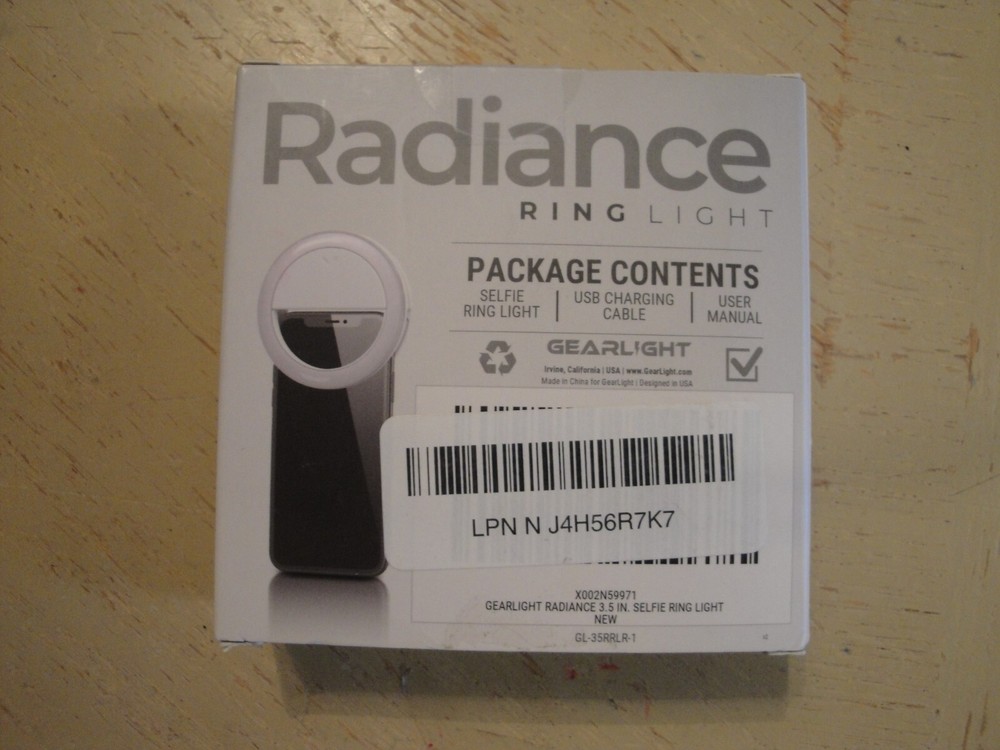 Radiance
RING LIGHT
PACKAGE CONTENTS
SELFIE RING LIGHT | USB CHARGING CABLE | USER MANUAL
GEARLIGHT
Irvine, California | USA | www.GearLight.com
Made in China for GearLight | Designed in USA
LPN N J4H56R7K7
X002N59971
GEARLIGHT RADIANCE 3.5 IN. SELFIE RING LIGHT
NEW
GL-35RRLR-1